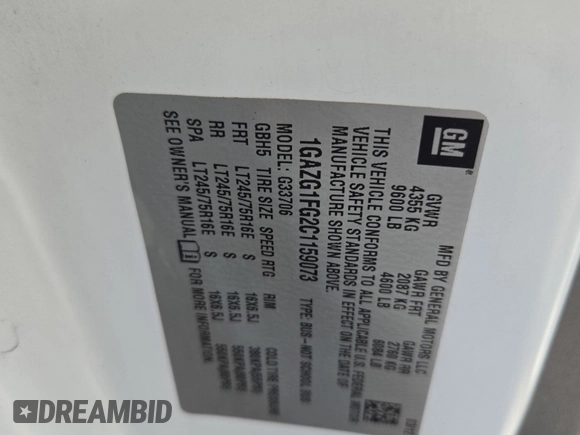 GM
MFD BY GENERAL MOTORS LLC
GVWR GAWR FRT GAWR RR
4355 KG 2087 KG 2760 KG
9600 LB 4600 LB 6084 LB
THIS VEHICLE CONFORMS TO ALL APPLICABLE U.S. FEDERAL MOTOR
VEHICLE SAFETY STANDARDS IN EFFECT ON THE DATE OF
MANUFACTURE SHOWN ABOVE.
1GAZG1FG2C1159073 TYPE: BUS-NOT SCHOOL BUS
MODEL: G33706
GBH5 TIRE SIZE SPEED RTG RIM COLD TIRE PRESSURE
FRT LT245/75R16E S 16X6.5J
RR LT245/75R16E S 16X6.5J
SPA LT245/75R16E S 16X6.5J
SEE OWNER'S MANUAL FOR MORE INFORMATION.
DREAMBID